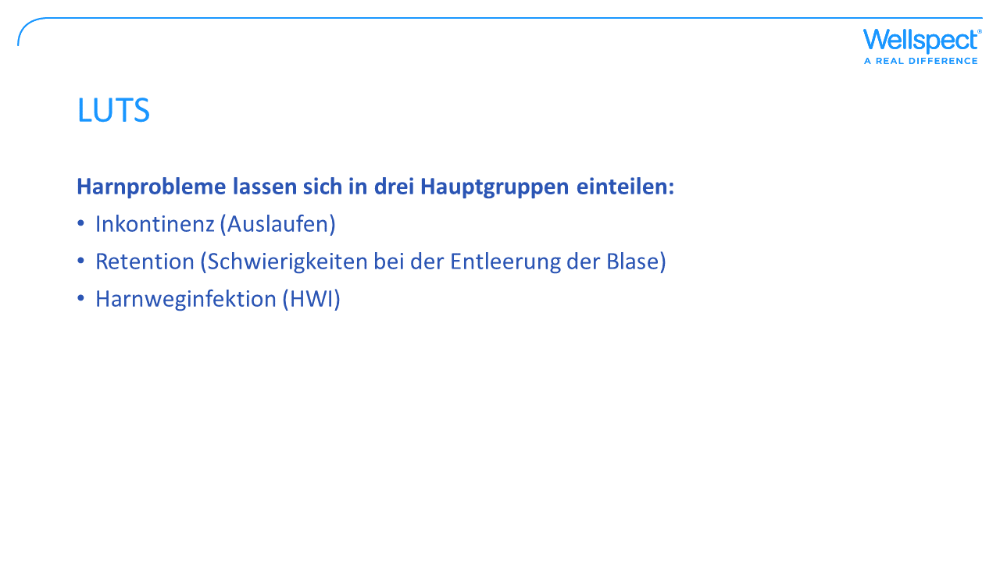 Wellspect®
A REAL DIFFERENCE
LUTS
Harnprobleme lassen sich in drei Hauptgruppen einteilen:
• Inkontinenz (Auslaufen)
• Retention (Schwierigkeiten bei der Entleerung der Blase)
• Harnweginfektion (HWI)